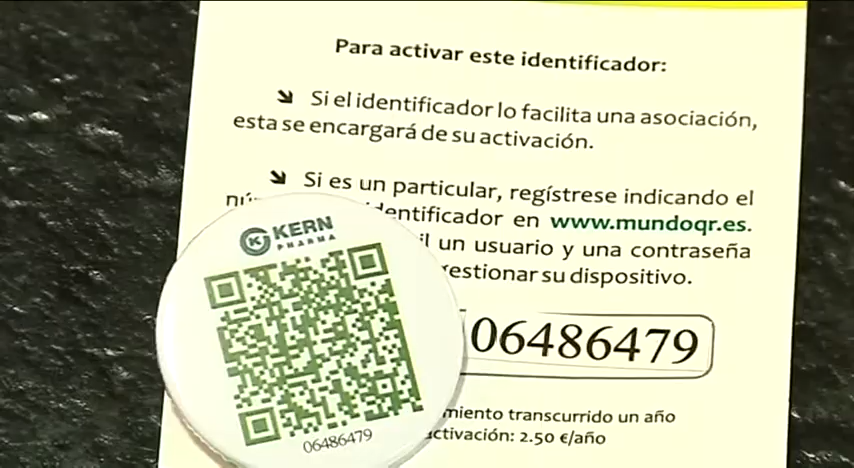 Para activar este identificador:
Si el identificador lo facilita una asociación,
esta se encargará de su activación.
Si es un particular, regístrese indicando el
identificador en www.mundoqr.es.
un usuario y una contraseña
gestionar su dispositivo.
06486479
transcurrido un año
activación: 2.50 €/año
KERN
PHARMA
06486479